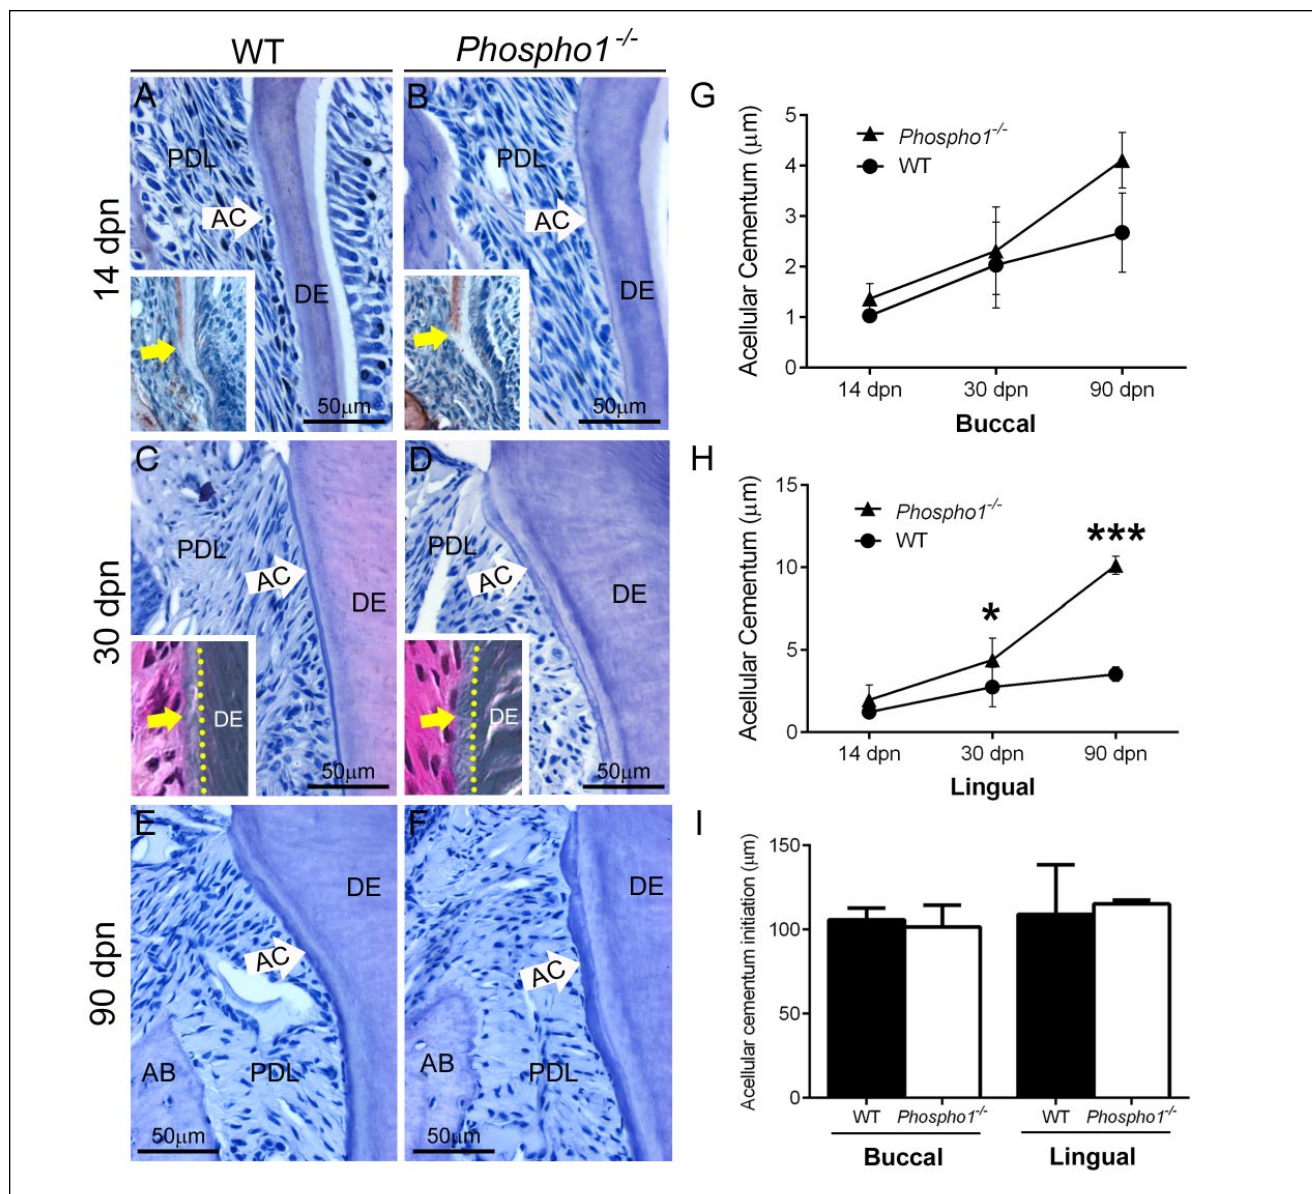 WT
Phospho1-/-
14 dpn
A
PDL
AC
DE
50μm
B
PDL
AC
DE
50μm
30 dpn
C
PDL
AC
DE
DE
50μm
D
PDL
AC
DE
DE
50μm
90 dpn
E
DE
AC
AB
PDL
50μm
F
DE
AC
AB
PDL
50μm
G
Acellular Cementum (μm)
5
4
3
2
1
0
Phospho1-/-
WT
14 dpn 30 dpn 90 dpn
Buccal
H
Acellular Cementum (μm)
15
10
5
0
Phospho1-/-
WT
*
***
14 dpn 30 dpn 90 dpn
Lingual
I
Acellular cementum initiation (μm)
150
100
50
0
WT Phospho1-/- WT Phospho1-/-
Buccal Lingual